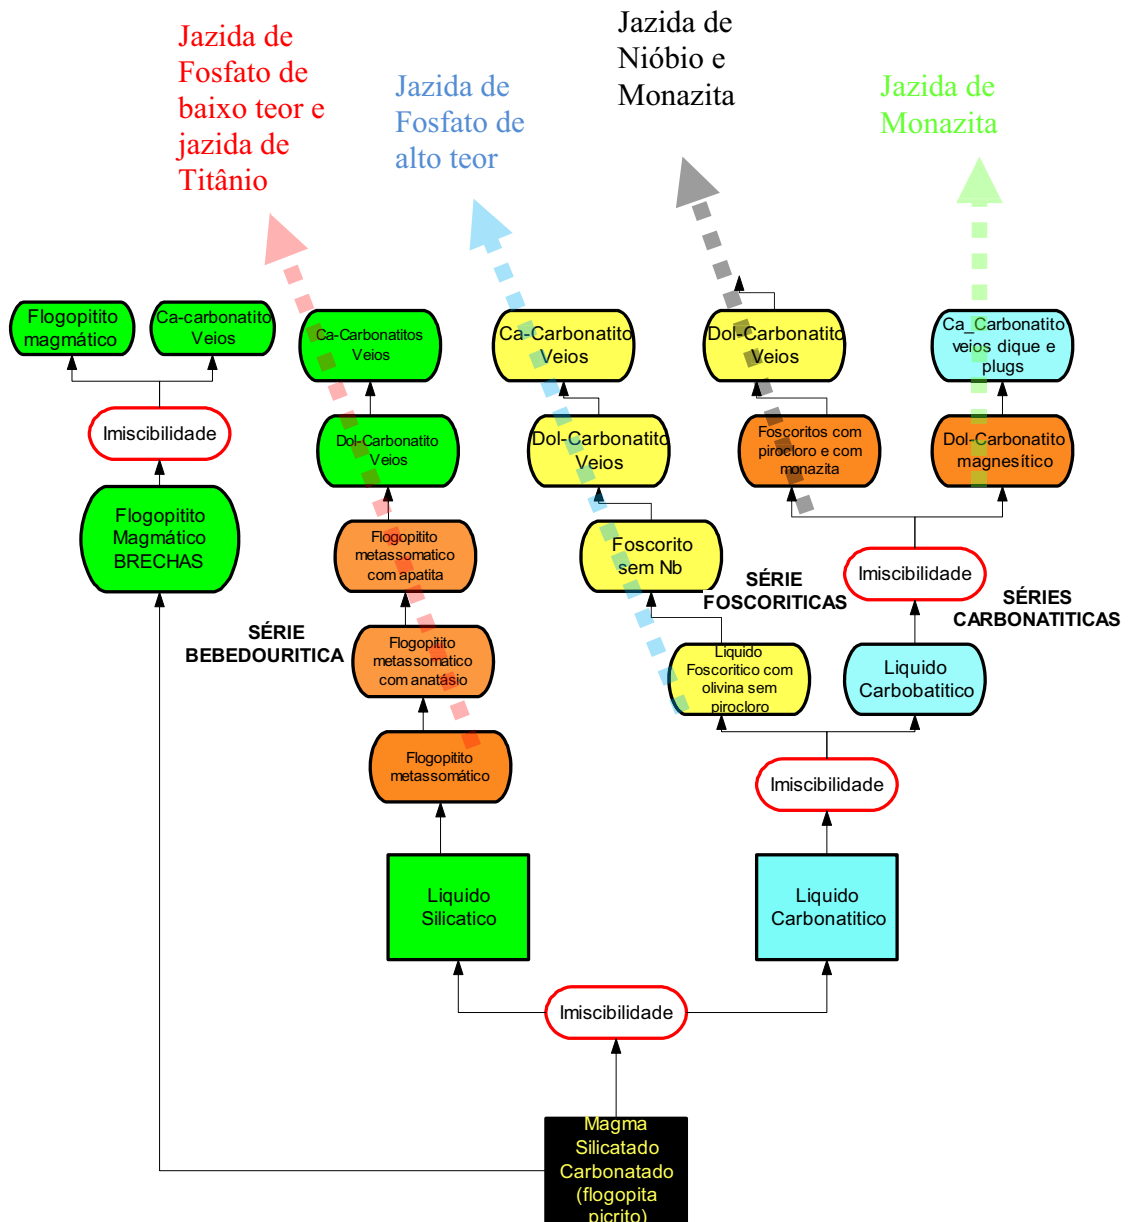 Jazida de
Fosfato de
baixo teor e
jazida de
Titânio
Jazida de
Fosfato de
alto teor
Jazida de
Nióbio e
Monazita
Jazida de
Monazita
Flogopitito
magmático
Ca-carbonatito
Veios
Ca-Carbonatitos
Veios
Ca-Carbonatito
Veios
Dol-Carbonatito
Veios
Ca_Carbonatito
veios dique e
plugs
Imiscibilidade
Dol-Carbonatito
Veios
Dol-Carbonatito
Veios
Foscoritos com
pirocloro e com
monazita
Dol-Carbonatito
magnesítico
Flogopitito
Magmático
BRECHAS
Flogopitito
metassomatico
com apatita
Foscorito
sem Nb
SÉRIE
FOSCORITICAS
Imiscibilidade
SÉRIES
CARBONATITICAS
SÉRIE
BEBEDOURITICA
Flogopitito
metassomatico
com anatásio
Liquido
Foscoritico com
olivina sem
pirocloro
Liquido
Carbobatitico
Flogopitito
metassomático
Imiscibilidade
Liquido
Silicatico
Liquido
Carbonatitico
Imiscibilidade
Magma
Silicatado
Carbonatado
(flogopita
picrito)